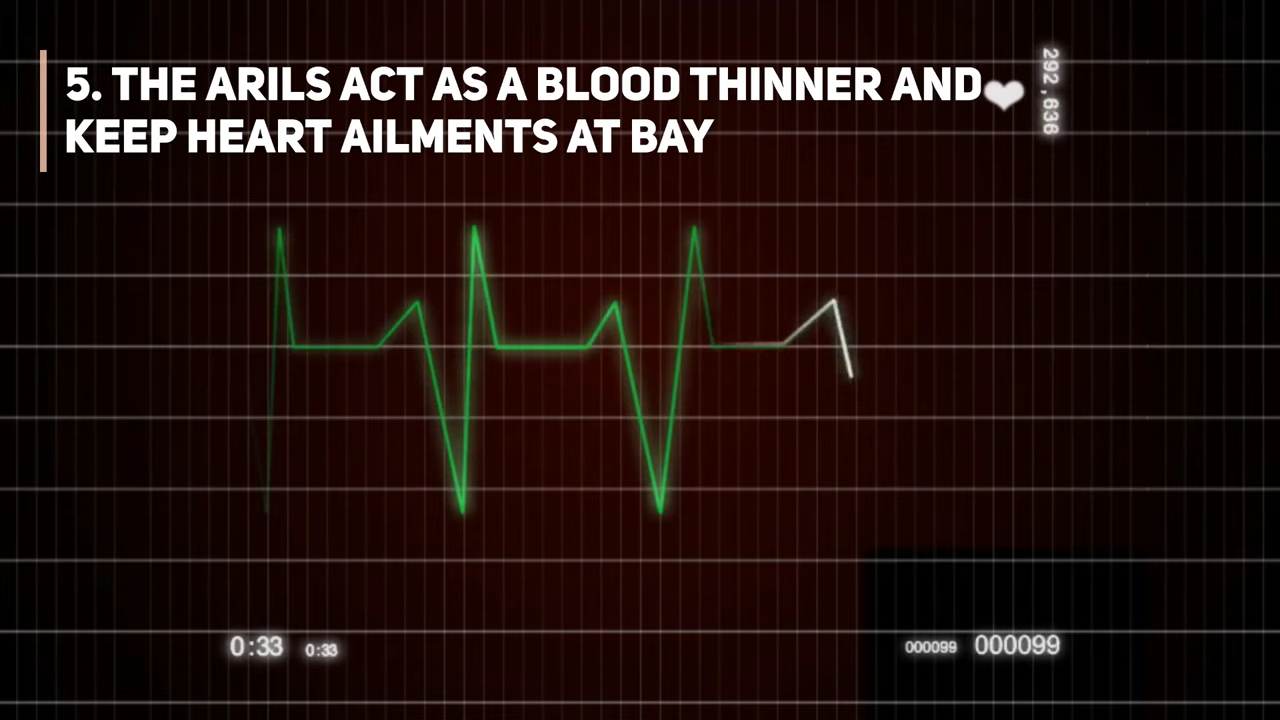 5. THE ARILS ACT AS A BLOOD THINNER AND
KEEP HEART AILMENTS AT BAY
292,636
0:33 0:33
000099 000099